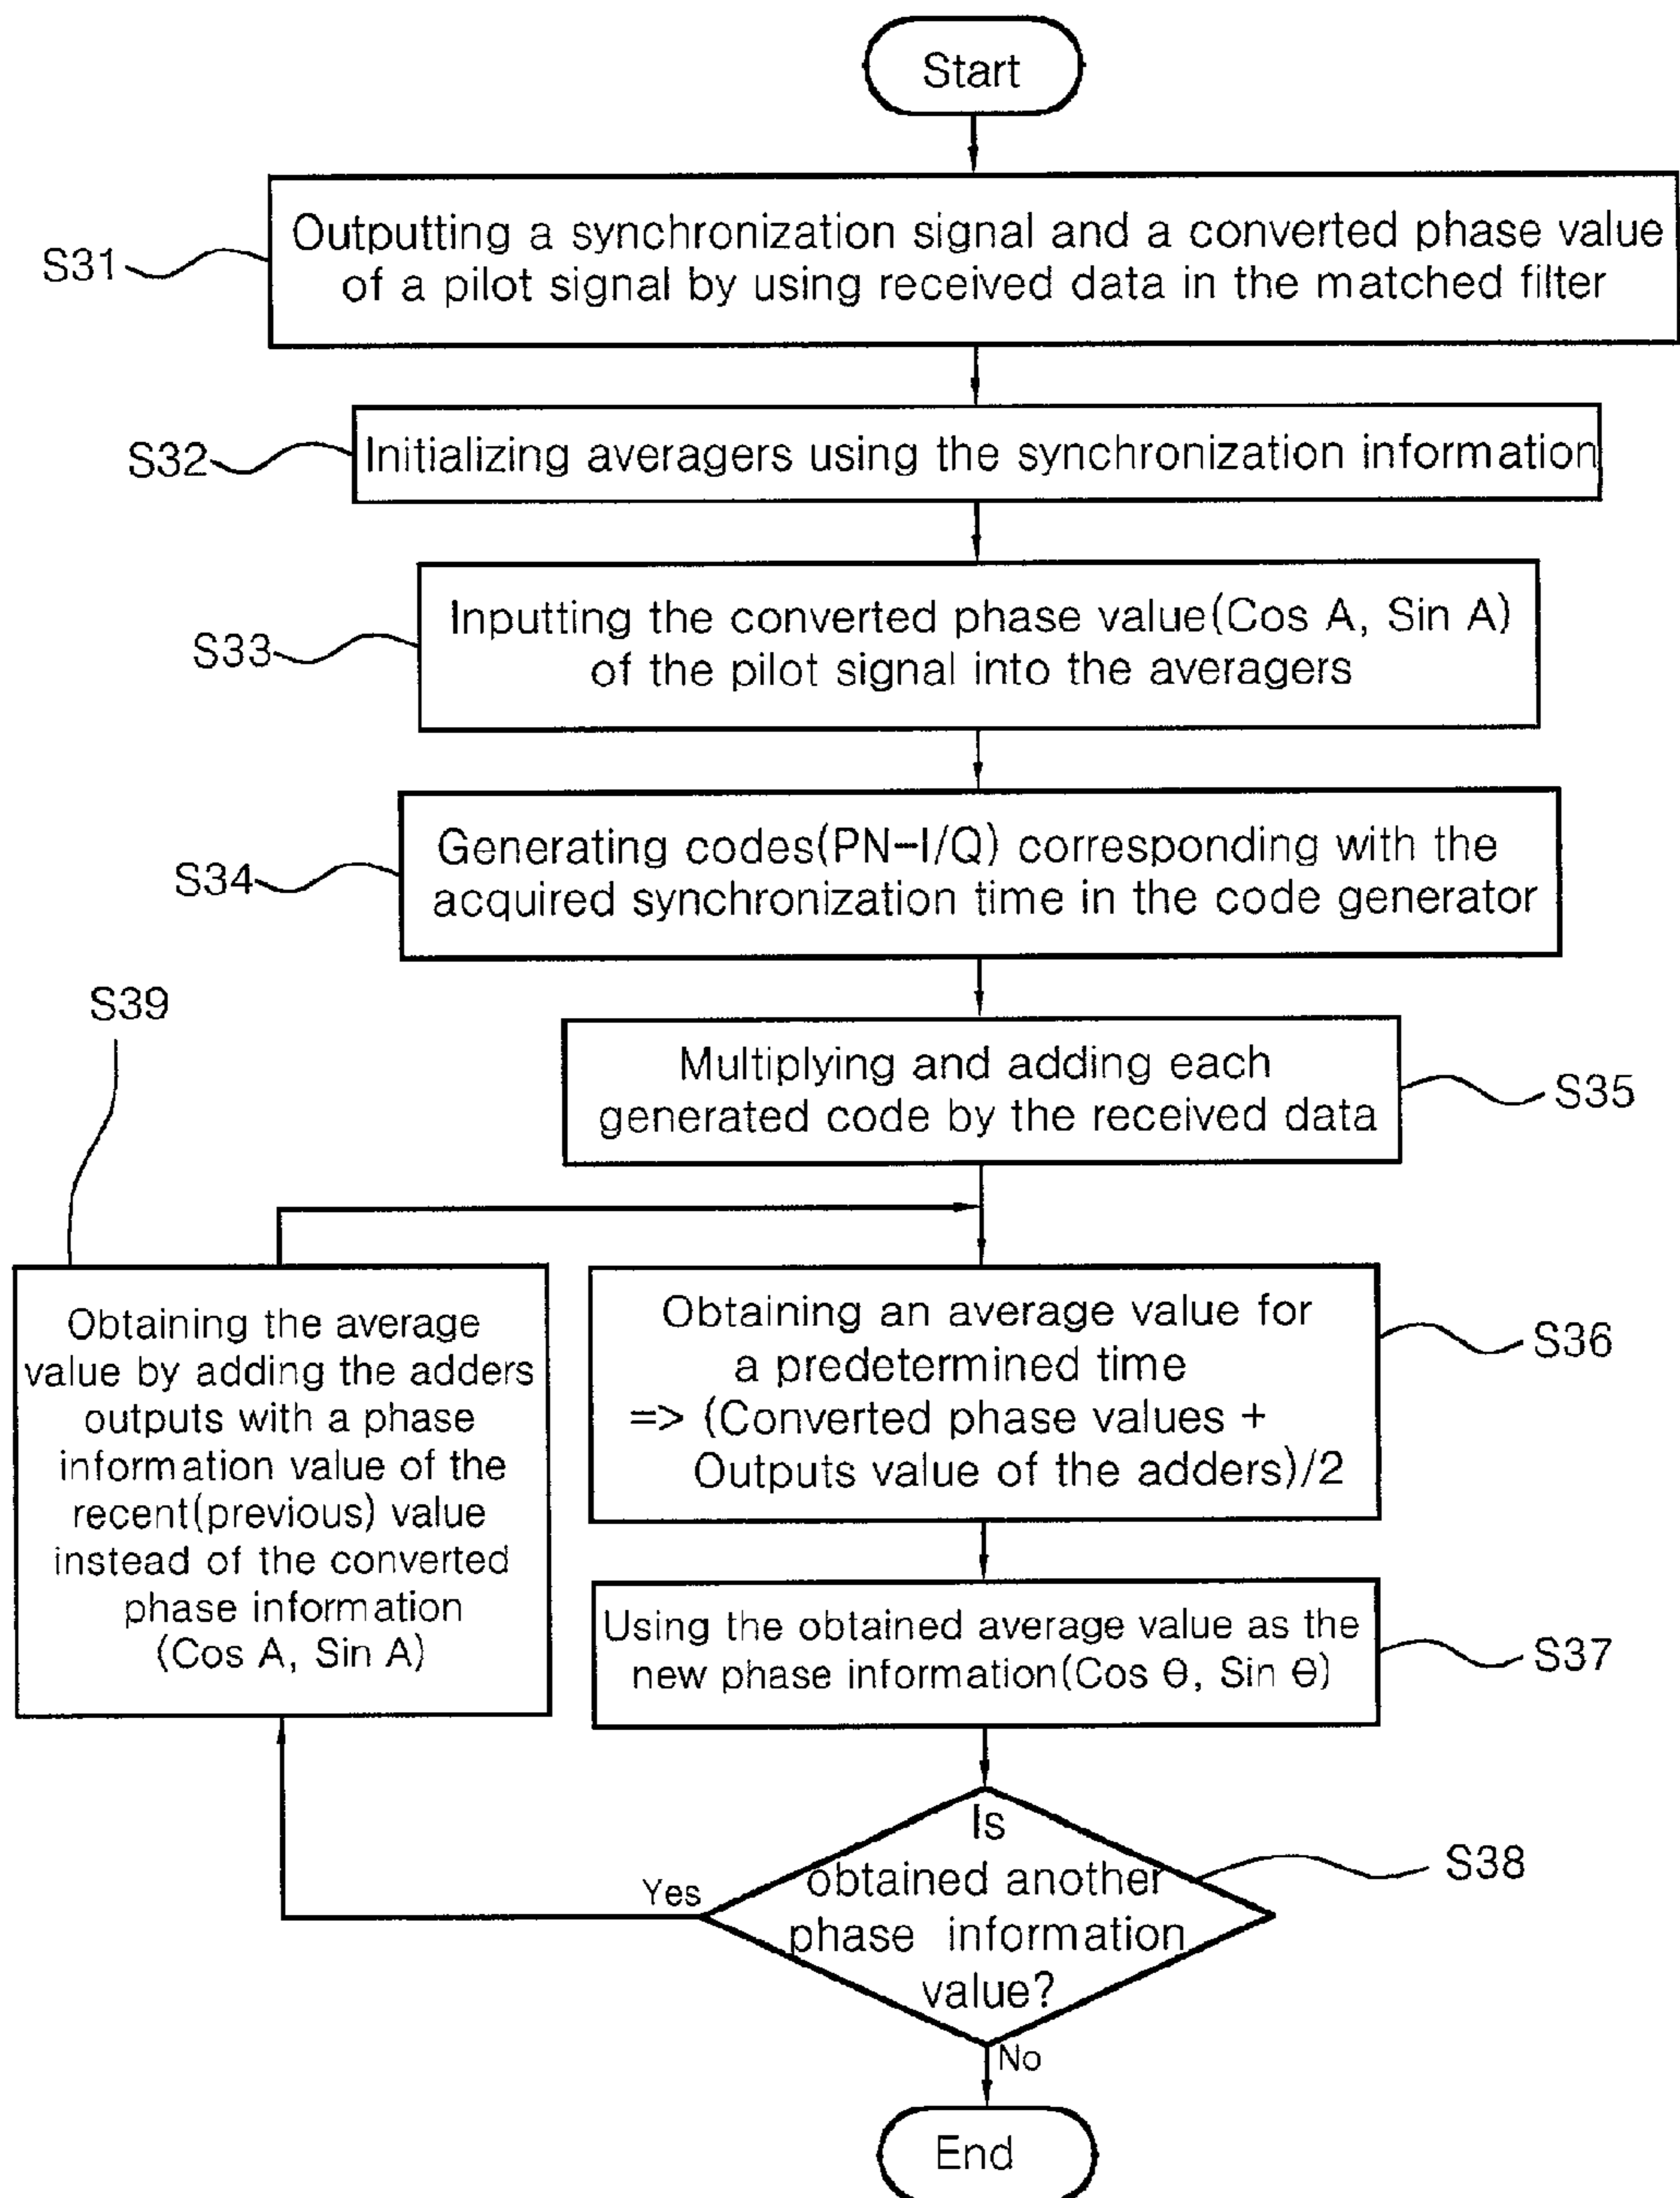 Start
S31
Outputting a synchronization signal and a converted phase value
of a pilot signal by using received data in the matched filter
S32
Initializing averagers using the synchronization information
S33
Inputting the converted phase value(Cos A, Sin A)
of the pilot signal into the averagers
S34
Generating codes(PN-I/Q) corresponding with the
acquired synchronization time in the code generator
S35
Multiplying and adding each
generated code by the received data
S39
Obtaining the average
value by adding the adders
outputs with a phase
information value of the
recent(previous) value
instead of the converted
phase information
(Cos A, Sin A)
S36
Obtaining an average value for
a predetermined time
=> (Converted phase values +
Outputs value of the adders)/2
S37
Using the obtained average value as the
new phase information(Cos θ, Sin θ)
S38
Is
obtained another
phase information
value?
Yes
No
End